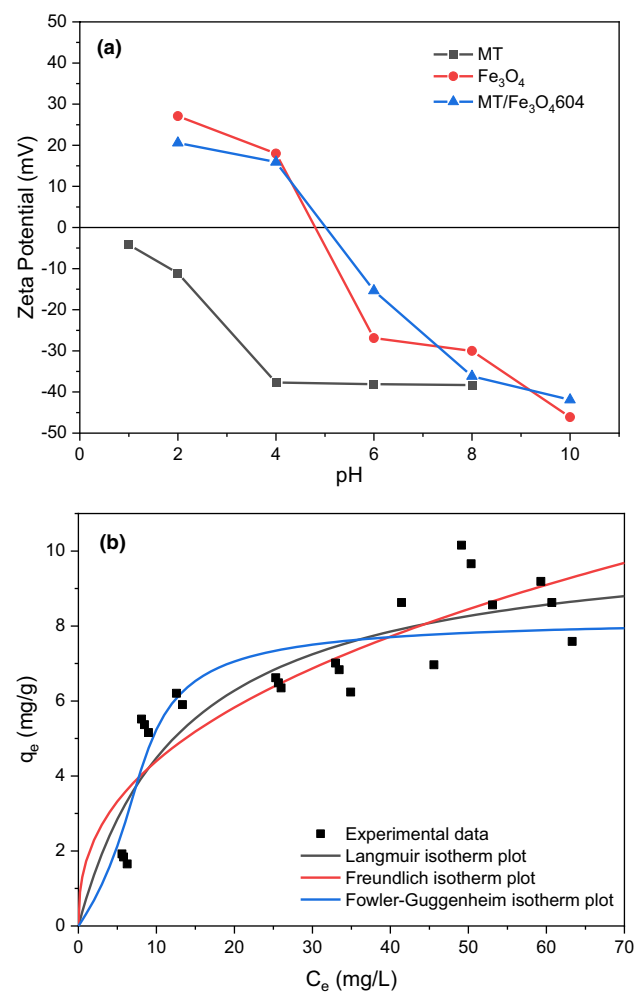 (a)
MT
Fe₃O₄
MT/Fe₃O₄604
50
40
30
20
10
0
-10
-20
-30
-40
-50
Zeta Potential (mV)
0 2 4 6 8 10
pH
(b)
10
8
6
4
2
0
qₑ (mg/g)
Experimental data
Langmuir isotherm plot
Freundlich isotherm plot
Fowler-Guggenheim isotherm plot
0 10 20 30 40 50 60 70
Cₑ (mg/L)